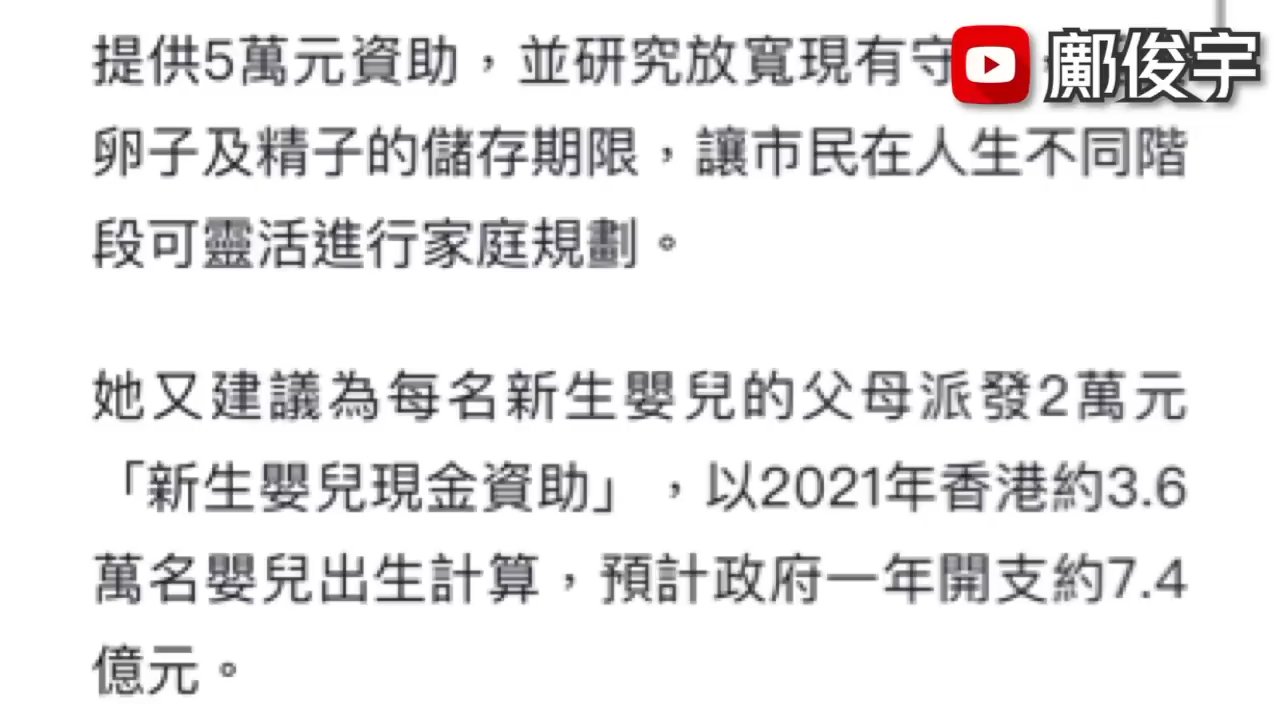 提供5萬元資助，並研究放寬現有守
鄺俊宇
卵子及精子的儲存期限，讓市民在人生不同階
段可靈活進行家庭規劃。
她又建議為每名新生嬰兒的父母派發2萬元
「新生嬰兒現金資助」，以2021年香港約3.6
萬名嬰兒出生計算，預計政府一年開支約7.4
億元。